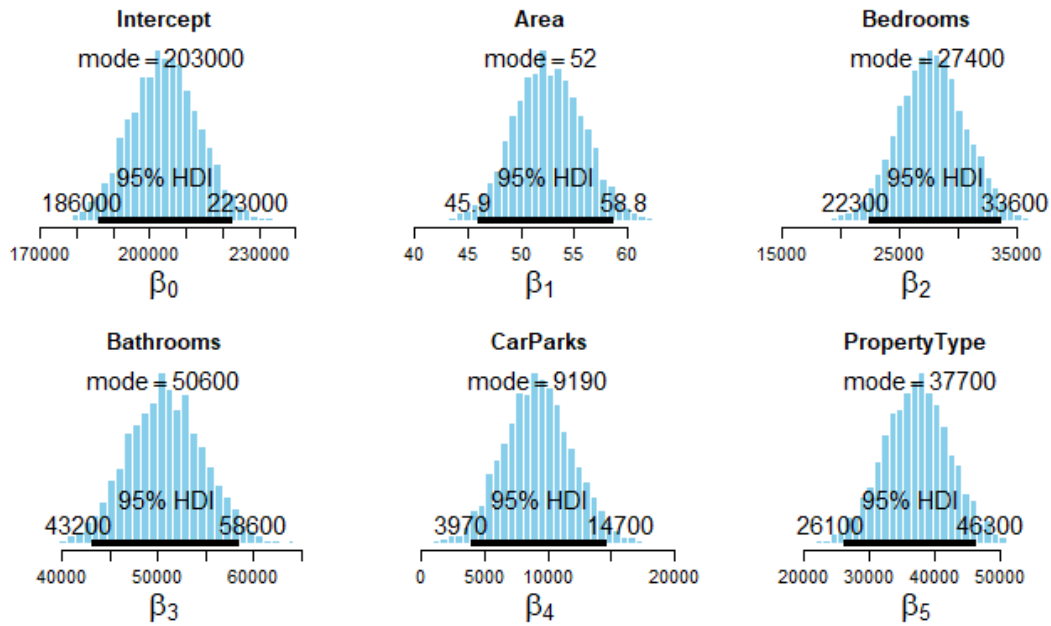 Intercept
mode = 203000
95% HDI
186000 223000
170000 200000 230000
β0
Area
mode = 52
95% HDI
45.9 58.8
40 45 50 55 60
β1
Bedrooms
mode = 27400
95% HDI
22300 33600
15000 25000 35000
β2
Bathrooms
mode = 50600
95% HDI
43200 58600
40000 50000 60000
β3
CarParks
mode = 9190
95% HDI
3970 14700
0 5000 10000 20000
β4
PropertyType
mode = 37700
95% HDI
26100 46300
20000 30000 40000 50000
β5